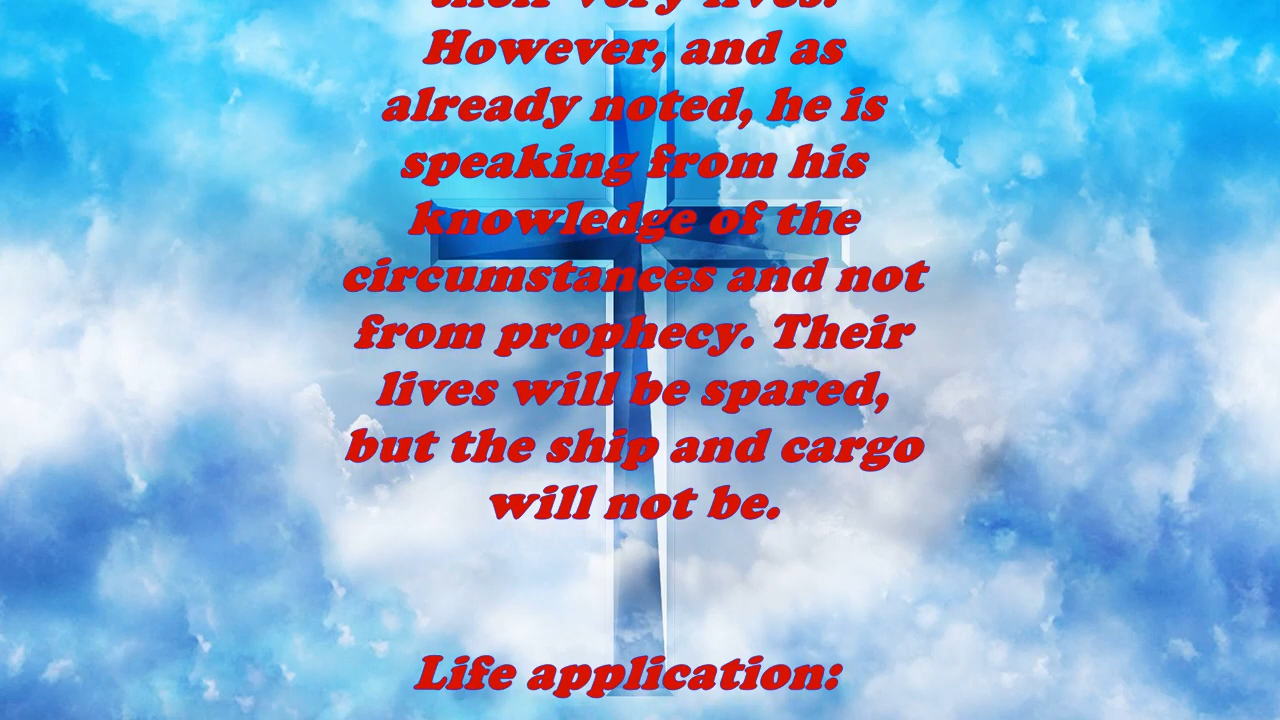 their very lives.
However, and as
already noted, he is
speaking from his
knowledge of the
circumstances and not
from prophecy. Their
lives will be spared,
but the ship and cargo
will not be.
Life application: